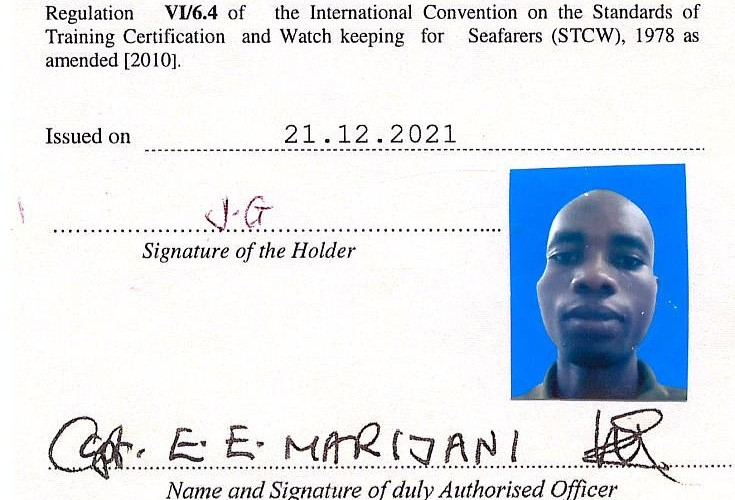 Regulation VI/6.4 of the International Convention on the Standards of
Training Certification and Watch keeping for Seafarers (STCW), 1978 as
amended [2010].
Issued on 21.12.2021
J-G
Signature of the Holder
Capt. E. E. MARIJANI
Name and Signature of duly Authorised Officer